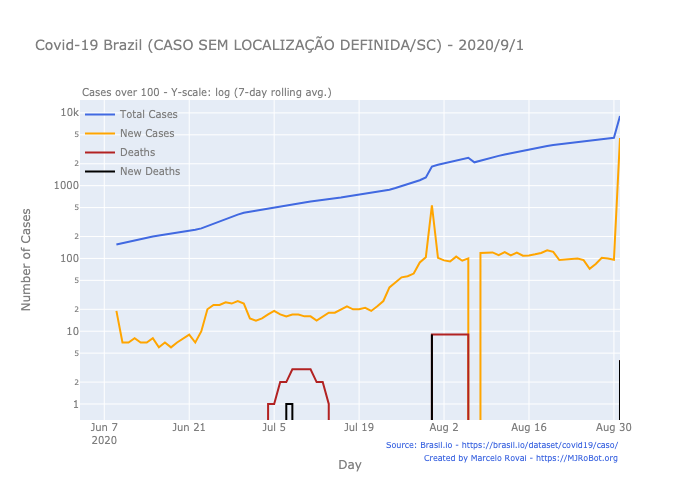 Covid-19 Brazil (CASO SEM LOCALIZAÇÃO DEFINIDA/SC) - 2020/9/1
Cases over 100 - Y-scale: log (7-day rolling avg.)
Total Cases
New Cases
Deaths
New Deaths
Number of Cases
10k
5
2
1000
5
2
100
5
2
10
5
2
1
Jun 7
2020
Jun 21
Jul 5
Jul 19
Aug 2
Aug 16
Aug 30
Day
Source: Brasil.io - https://brasil.io/dataset/covid19/caso/
Created by Marcelo Rovai - https://MJRoBot.org